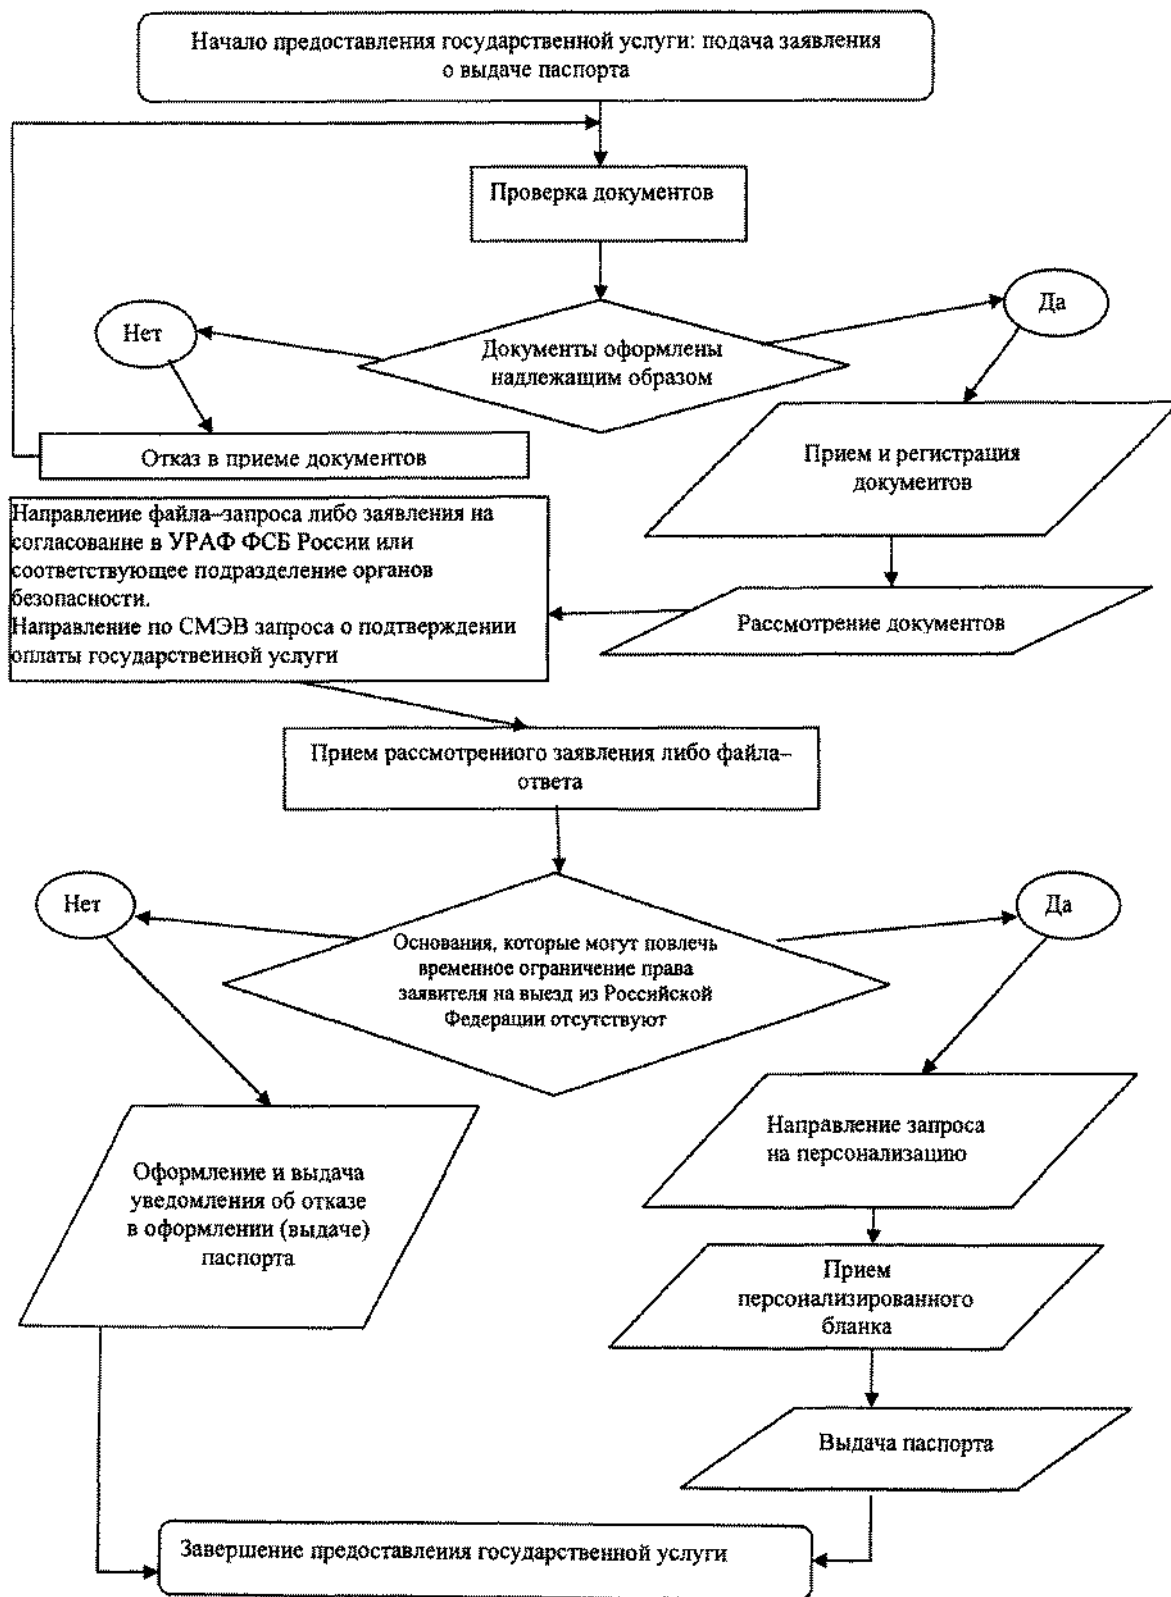 Начало предоставления государственной услуги: подача заявления
о выдаче паспорта
Проверка документов
Нет
Да
Документы оформлены
надлежащим образом
Отказ в приеме документов
Прием и регистрация
документов
Направление файла–запроса либо заявления на
согласование в УРАФ ФСБ России или
соответствующее подразделение органов
безопасности.
Направление по СМЭВ запроса о подтверждении
оплаты государственной услуги
Рассмотрение документов
Прием рассмотренного заявления либо файла–
ответа
Нет
Да
Основания, которые могут повлечь
временное ограничение права
заявителя на выезд из Российской
Федерации отсутствуют
Оформление и выдача
уведомления об отказе
в оформлении (выдаче)
паспорта
Направление запроса
на персонализацию
Прием
персонализированного
бланка
Выдача паспорта
Завершение предоставления государственной услуги